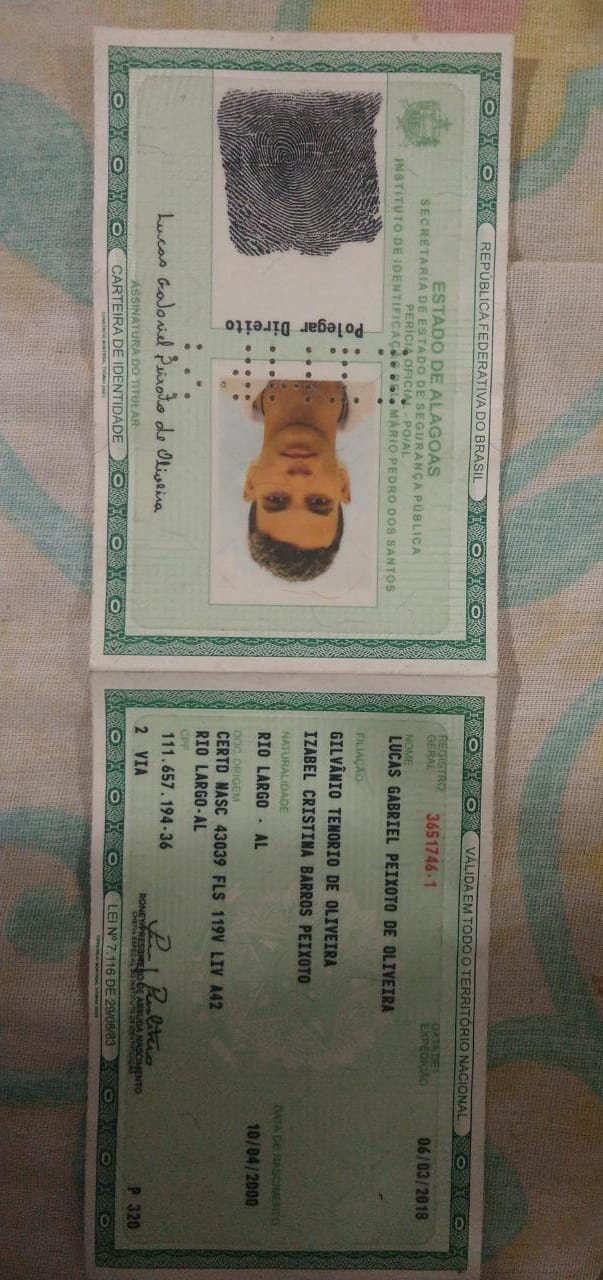 REPÚBLICA FEDERATIVA DO BRASIL
ESTADO DE ALAGOAS
SECRETARIA DE ESTADO DE SEGURANÇA PÚBLICA
PERÍCIA OFICIAL - PO/AL
INSTITUTO DE IDENTIFICAÇÃO MÁRIO PEDRO DOS SANTOS
Polegar Direito
Lucas Gabriel Peixoto de Oliveira
ASSINATURA DO TITULAR
CARTEIRA DE IDENTIDADE
VÁLIDA EM TODO O TERRITÓRIO NACIONAL
REGISTRO GERAL 3651746-1 DATA DE EXPEDIÇÃO 06/03/2018
NOME
LUCAS GABRIEL PEIXOTO DE OLIVEIRA
FILIAÇÃO
GILVÂNIO TENORIO DE OLIVEIRA
IZABEL CRISTINA BARROS PEIXOTO
NATURALIDADE DATA DE NASCIMENTO
RIO LARGO - AL 10/04/2000
DOC ORIGEM
CERTD NASC 43039 FLS 119V LIV A42
RIO LARGO-AL
CPF
111.657.194-36
2 VIA P 320
LEI Nº 7.116 DE 29/08/83